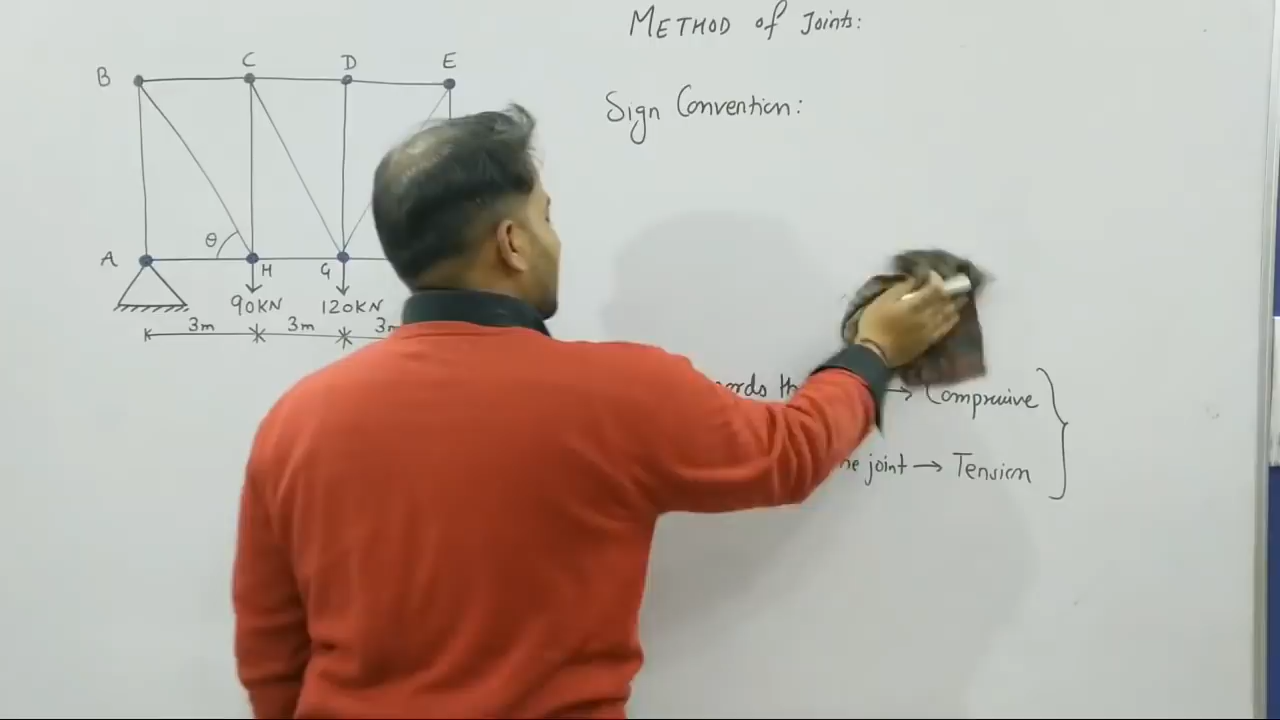 METHOD of Joints:
Sign Convention:
B C D E
θ
A H G
90KN 120KN
3m 3m
→ Compressive
joint → Tension